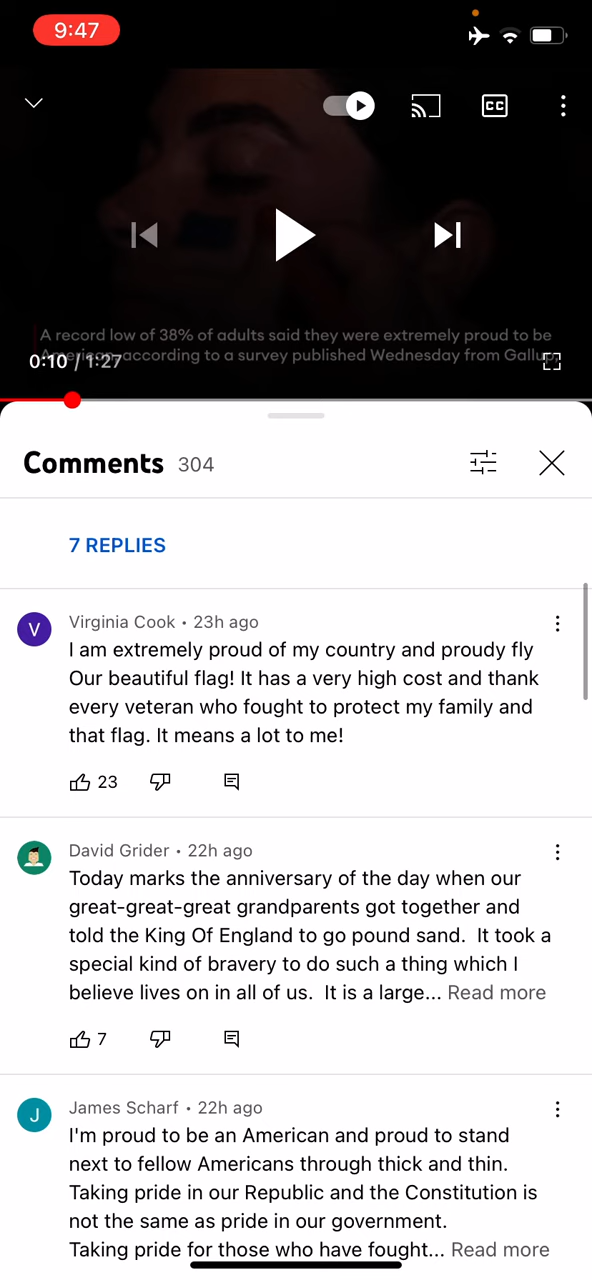 9:47
CC
A record low of 38% of adults said they were extremely proud to be
American, according to a survey published Wednesday from Gallup
0:10 / 1:27
Comments 304
7 REPLIES
V
Virginia Cook • 23h ago
I am extremely proud of my country and proudy fly
Our beautiful flag! It has a very high cost and thank
every veteran who fought to protect my family and
that flag. It means a lot to me!
23
David Grider • 22h ago
Today marks the anniversary of the day when our
great-great-great grandparents got together and
told the King Of England to go pound sand.  It took a
special kind of bravery to do such a thing which I
believe lives on in all of us.  It is a large... Read more
7
J
James Scharf • 22h ago
I'm proud to be an American and proud to stand
next to fellow Americans through thick and thin.
Taking pride in our Republic and the Constitution is
not the same as pride in our government.
Taking pride for those who have fought... Read more